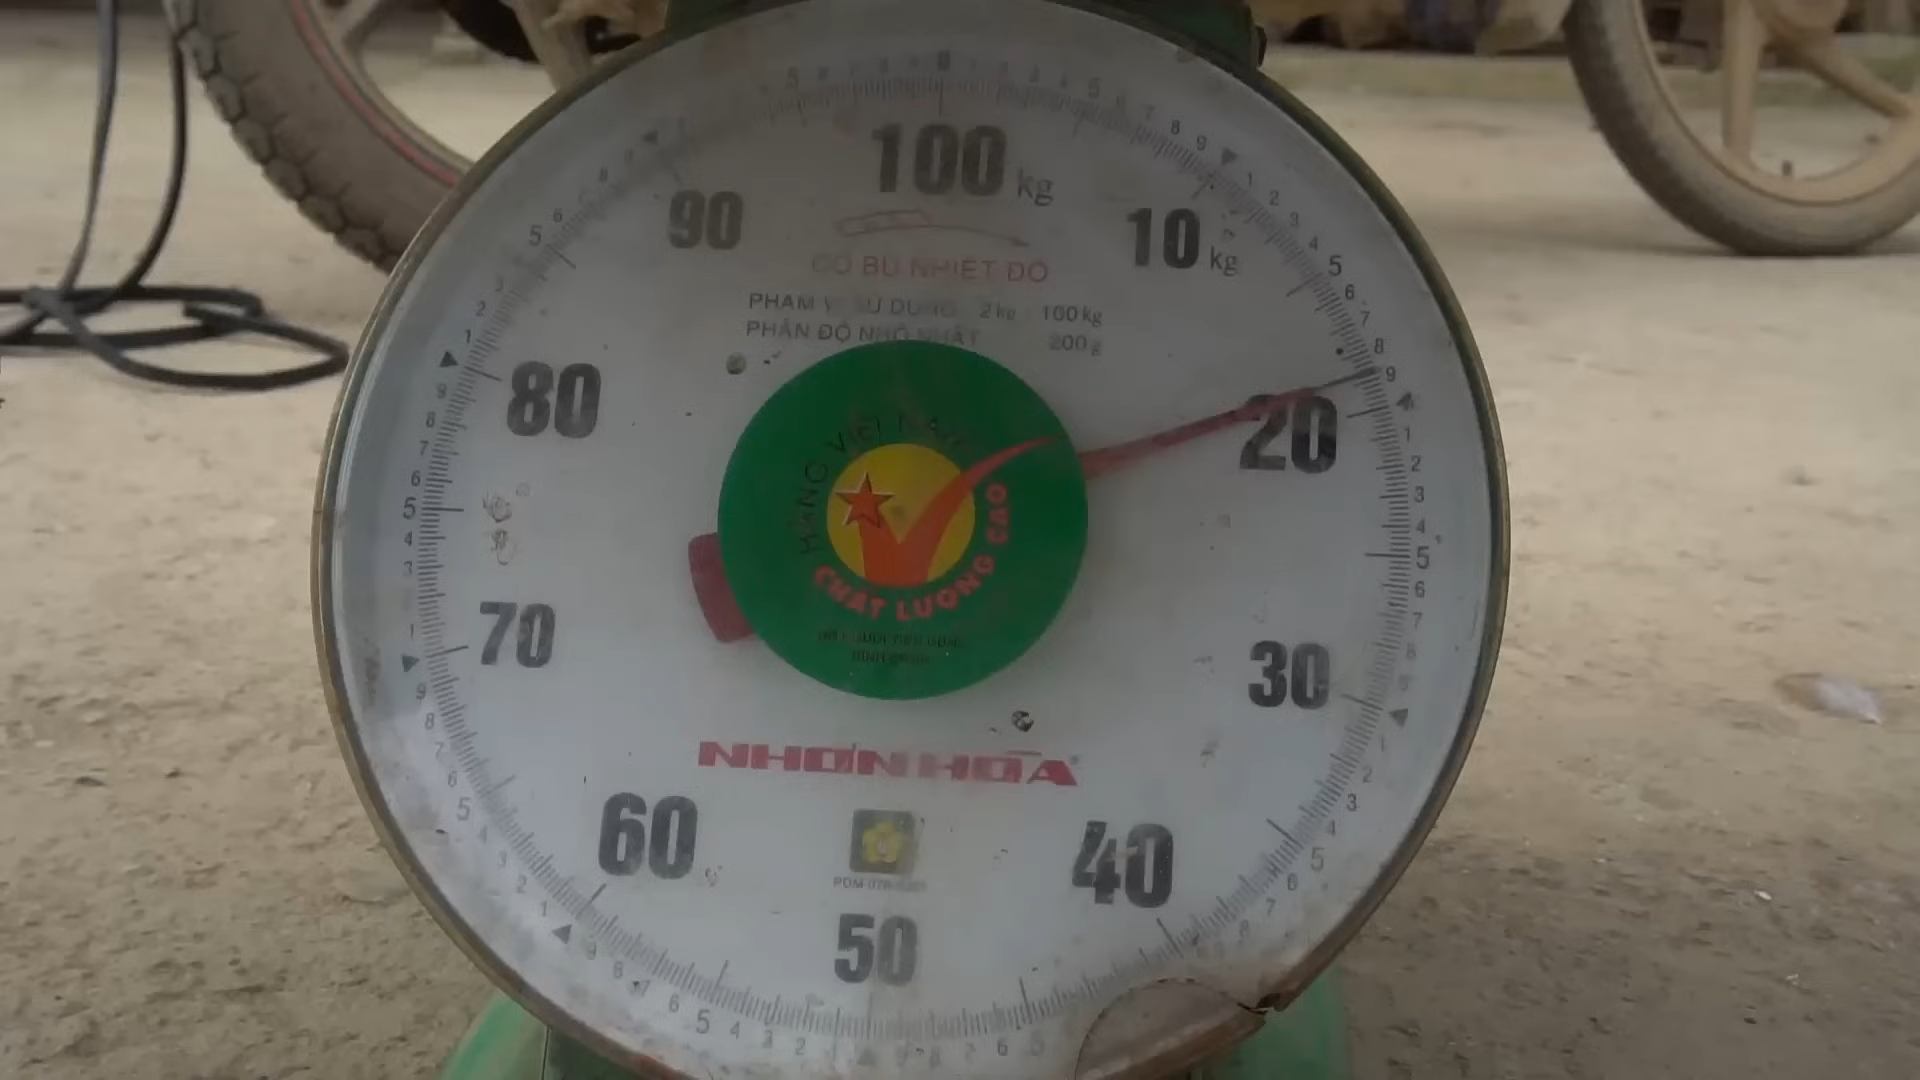 100 kg
90
10 kg
CÓ BÙ NHIỆT ĐỘ
PHẠM VI SỬ DỤNG 2 kg - 100 kg
PHÂN ĐỘ NHỎ NHẤT 200 g
80
20
HÀNG VIỆT NAM
CHẤT LƯỢNG CAO
70
30
NHƠN HÒA
60
40
50